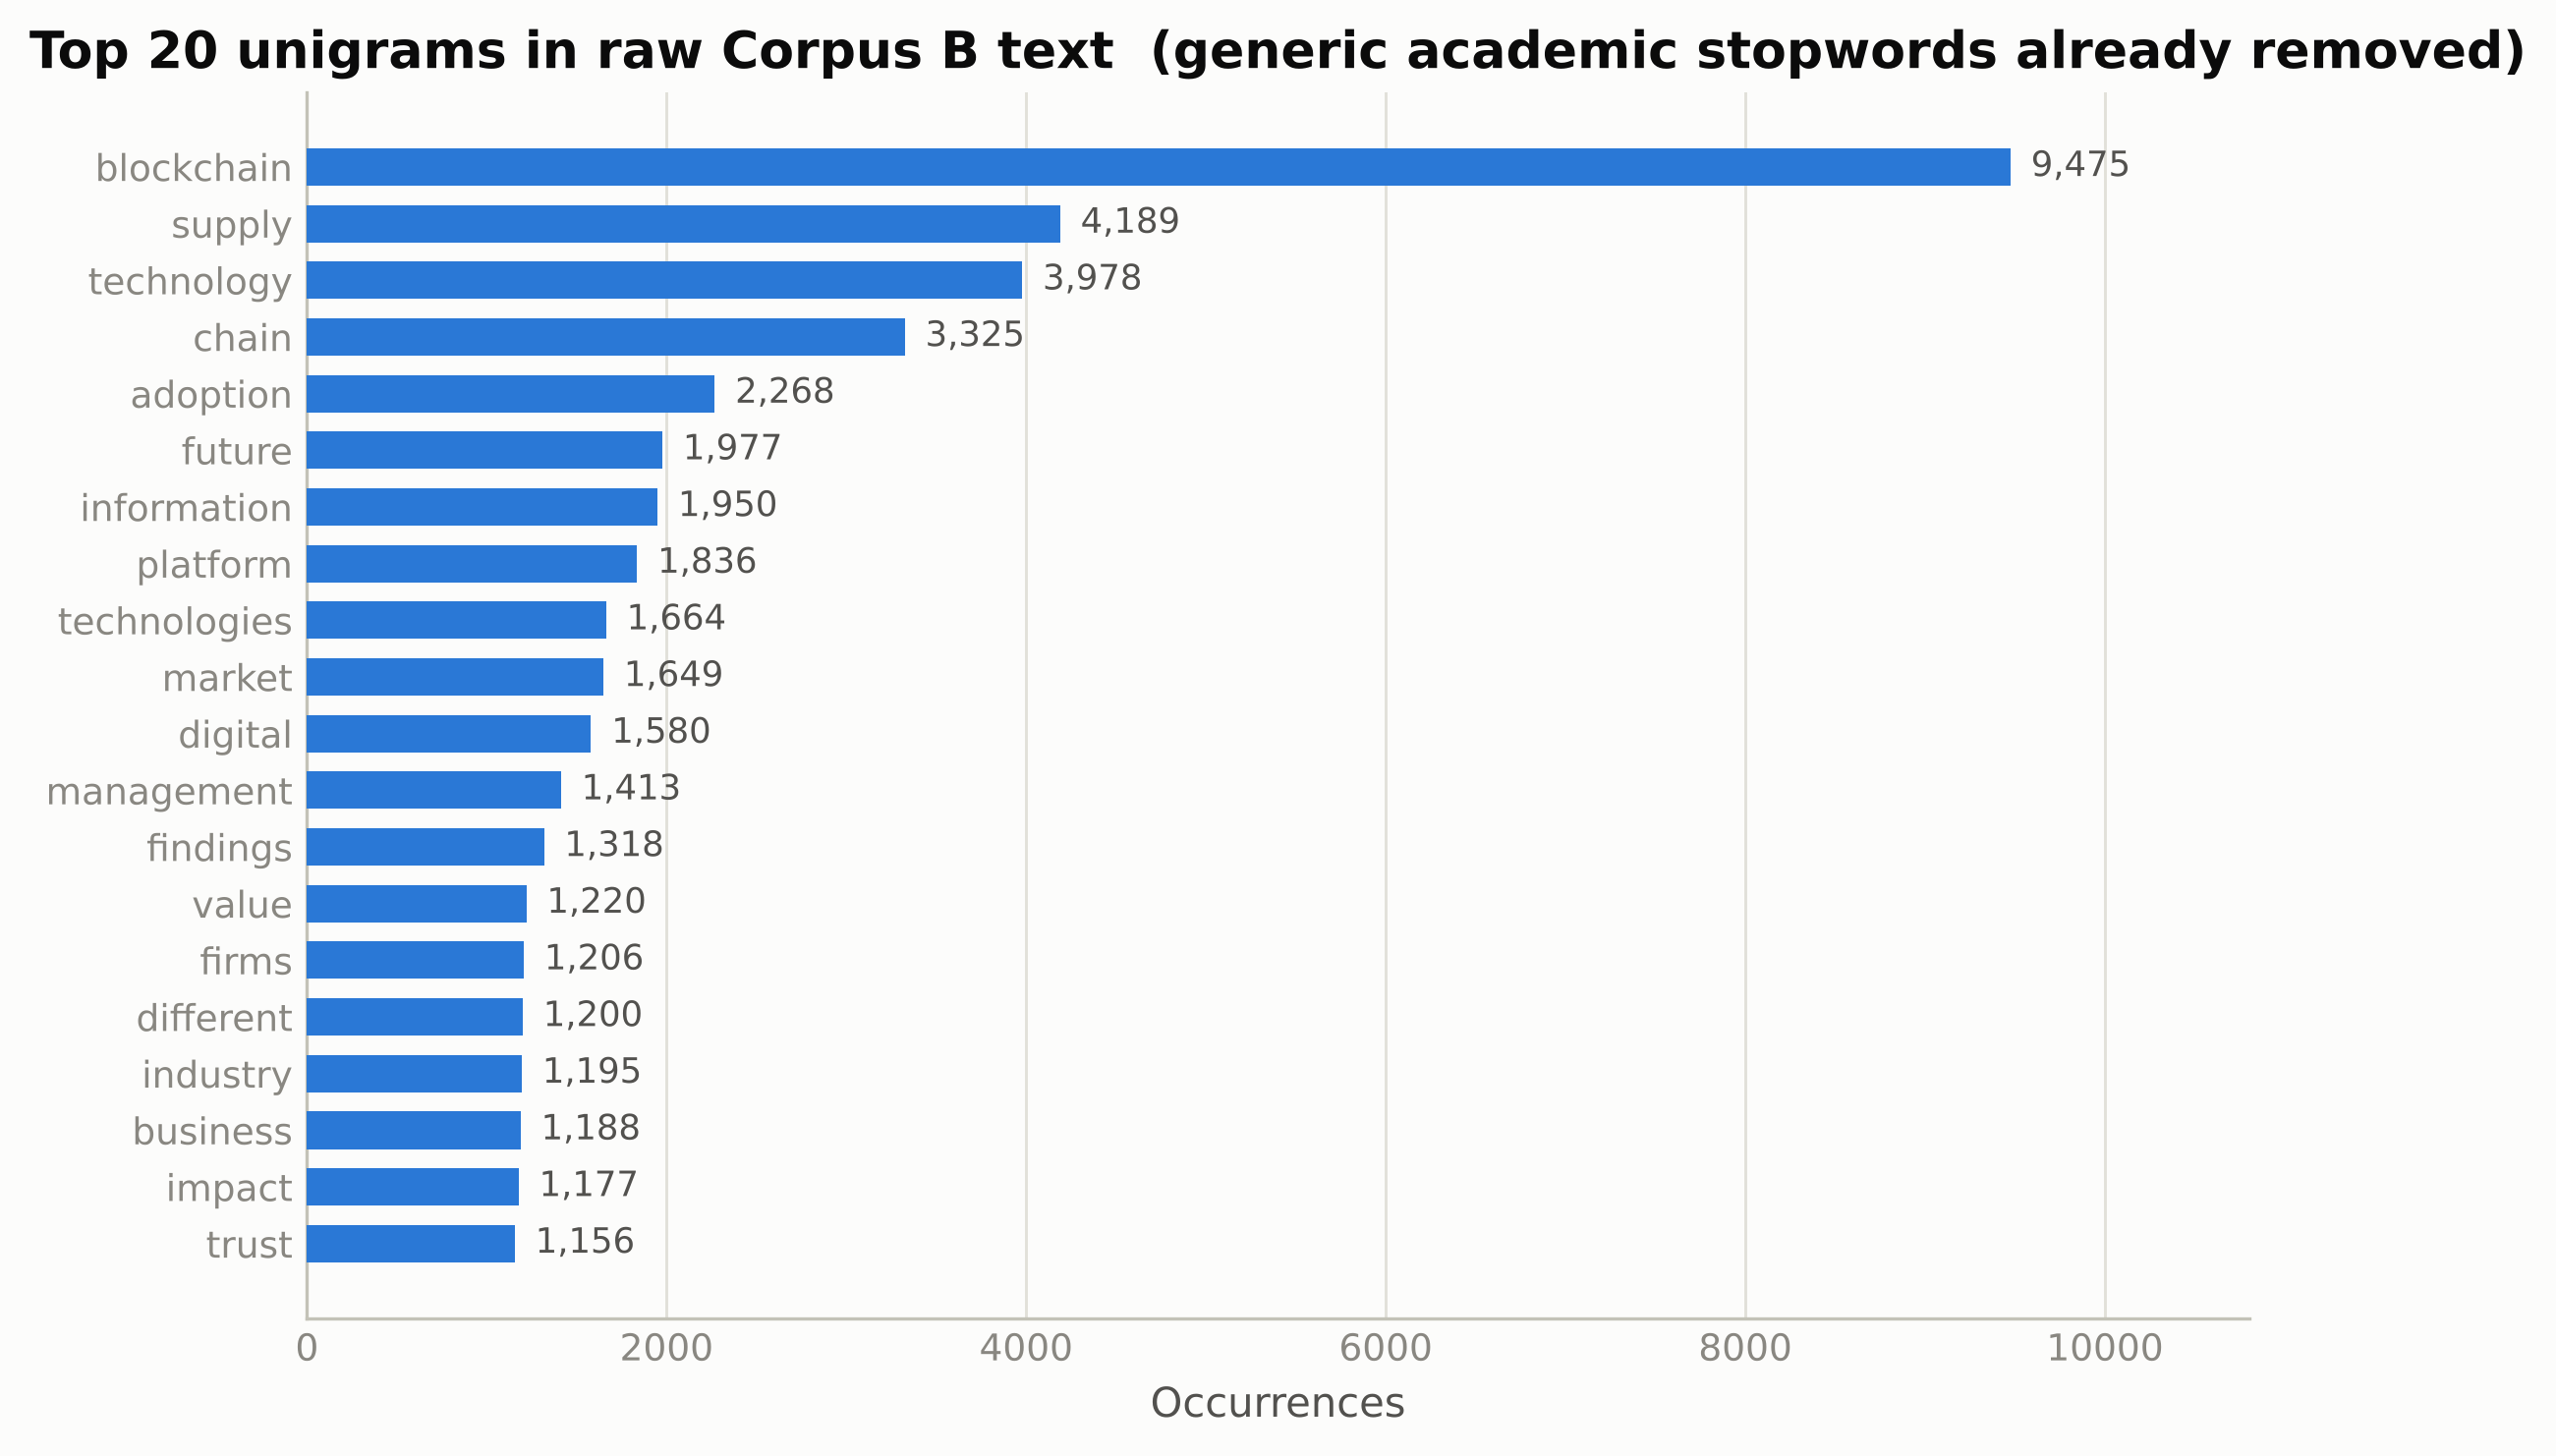 Top 20 unigrams in raw Corpus B text  (generic academic stopwords already removed)
blockchain 9,475
supply 4,189
technology 3,978
chain 3,325
adoption 2,268
future 1,977
information 1,950
platform 1,836
technologies 1,664
market 1,649
digital 1,580
management 1,413
findings 1,318
value 1,220
firms 1,206
different 1,200
industry 1,195
business 1,188
impact 1,177
trust 1,156
0 2000 4000 6000 8000 10000
Occurrences